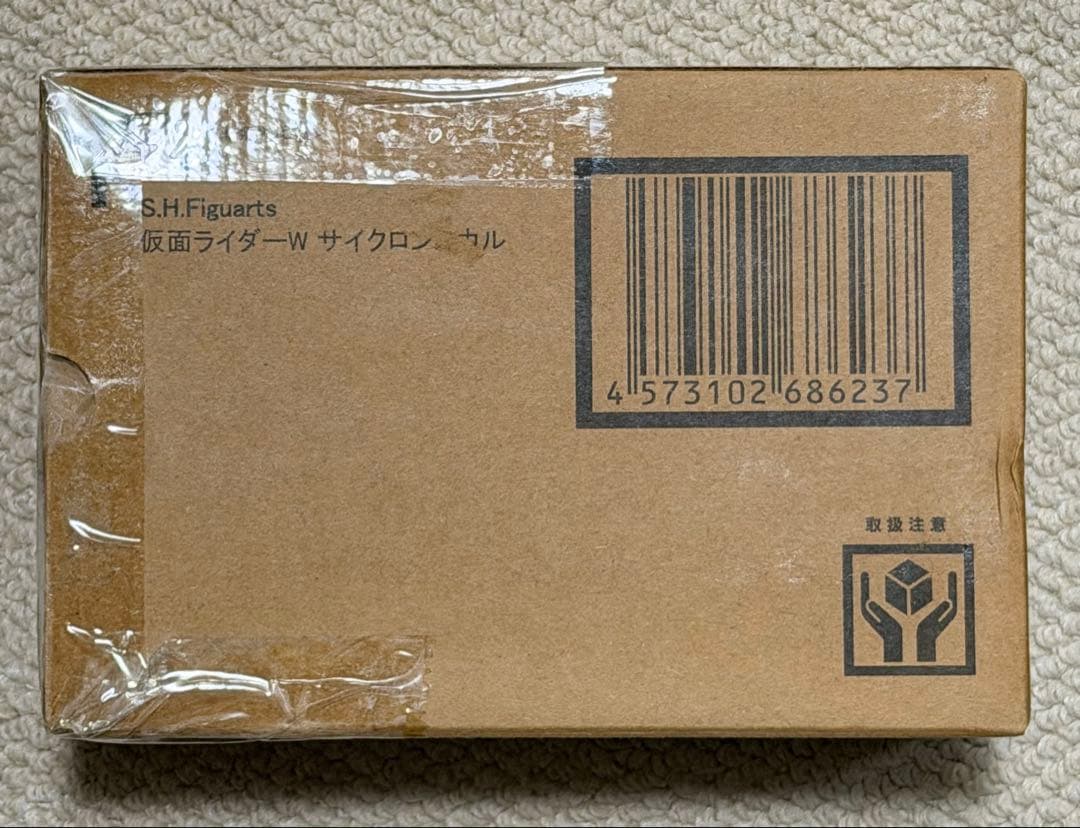 S.H.Figuarts
仮面ライダーW サイクロン カル
4 573102 686237
取扱注意